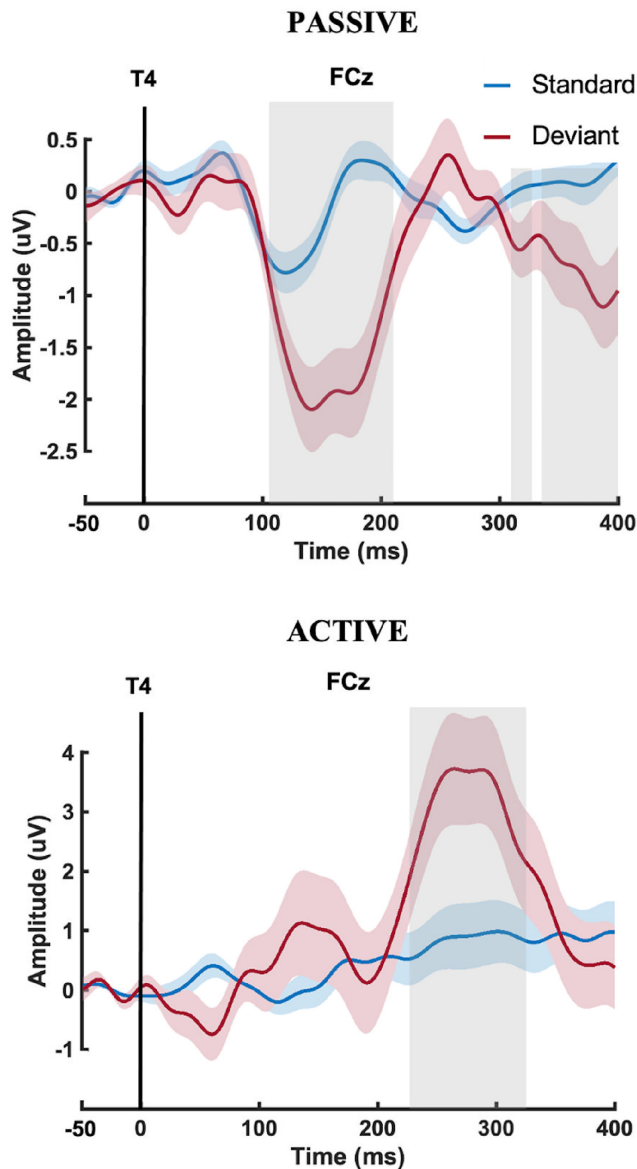 PASSIVE
T4
FCz
Standard
Deviant
0.5
0
-0.5
-1
-1.5
-2
-2.5
Amplitude (uV)
-50 0 100 200 300 400
Time (ms)
ACTIVE
T4
FCz
4
3
2
1
0
-1
Amplitude (uV)
-50 0 100 200 300 400
Time (ms)